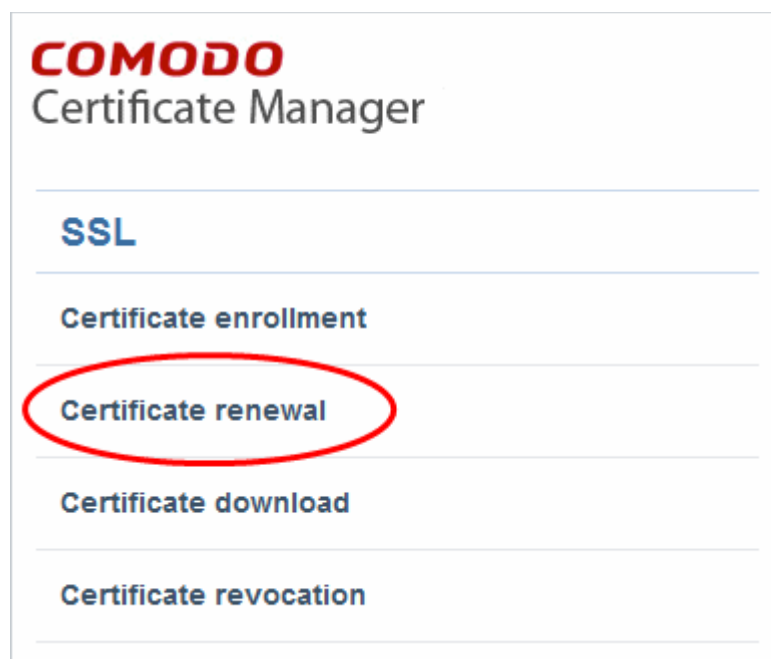 COMODO
Certificate Manager
SSL
Certificate enrollment
Certificate renewal
Certificate download
Certificate revocation